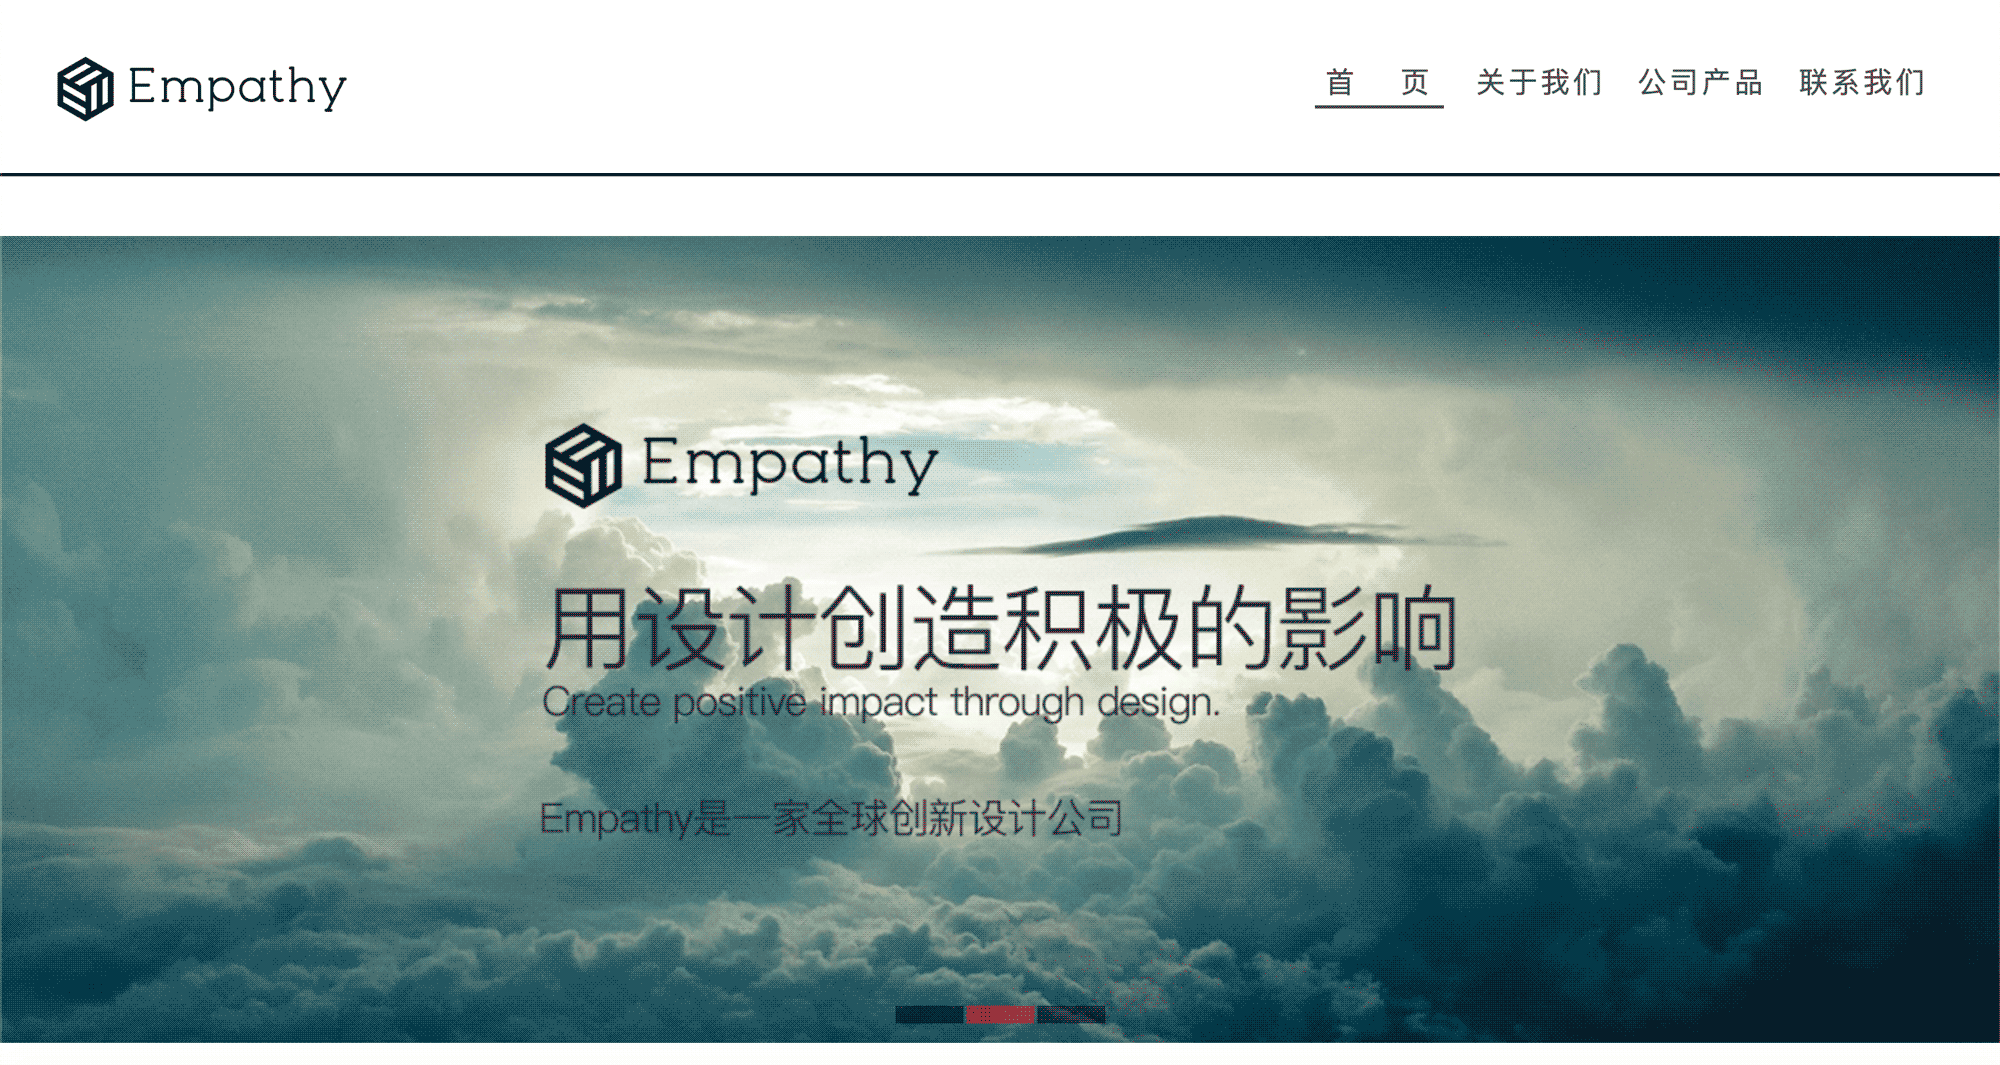 Empathy
首 页 关于我们 公司产品 联系我们
Empathy
用设计创造积极的影响
Create positive impact through design.
Empathy是一家全球创新设计公司